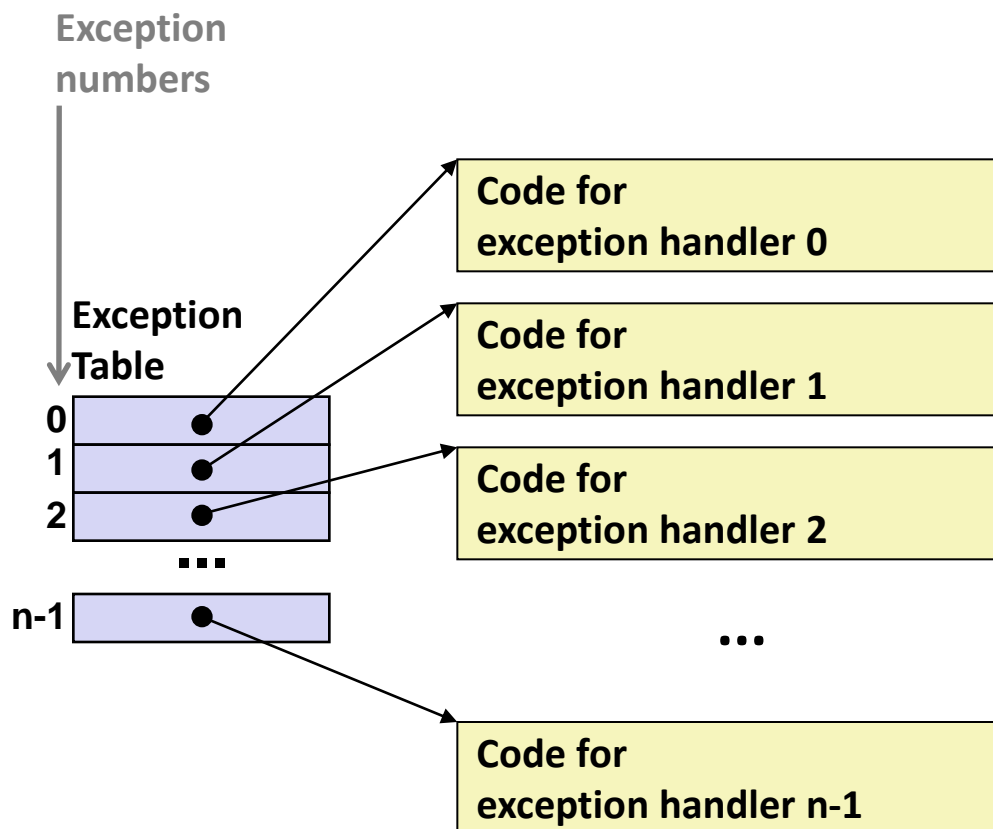 Exception
numbers
Exception
Table
0
1
2
...
n-1
Code for
exception handler 0
Code for
exception handler 1
Code for
exception handler 2
...
Code for
exception handler n-1